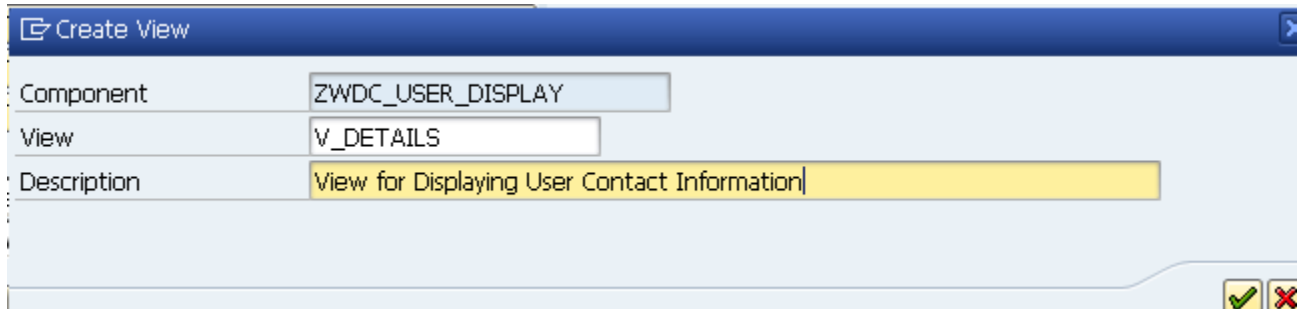 Create View
Component ZWDC_USER_DISPLAY
View V_DETAILS
Description View for Displaying User Contact Information